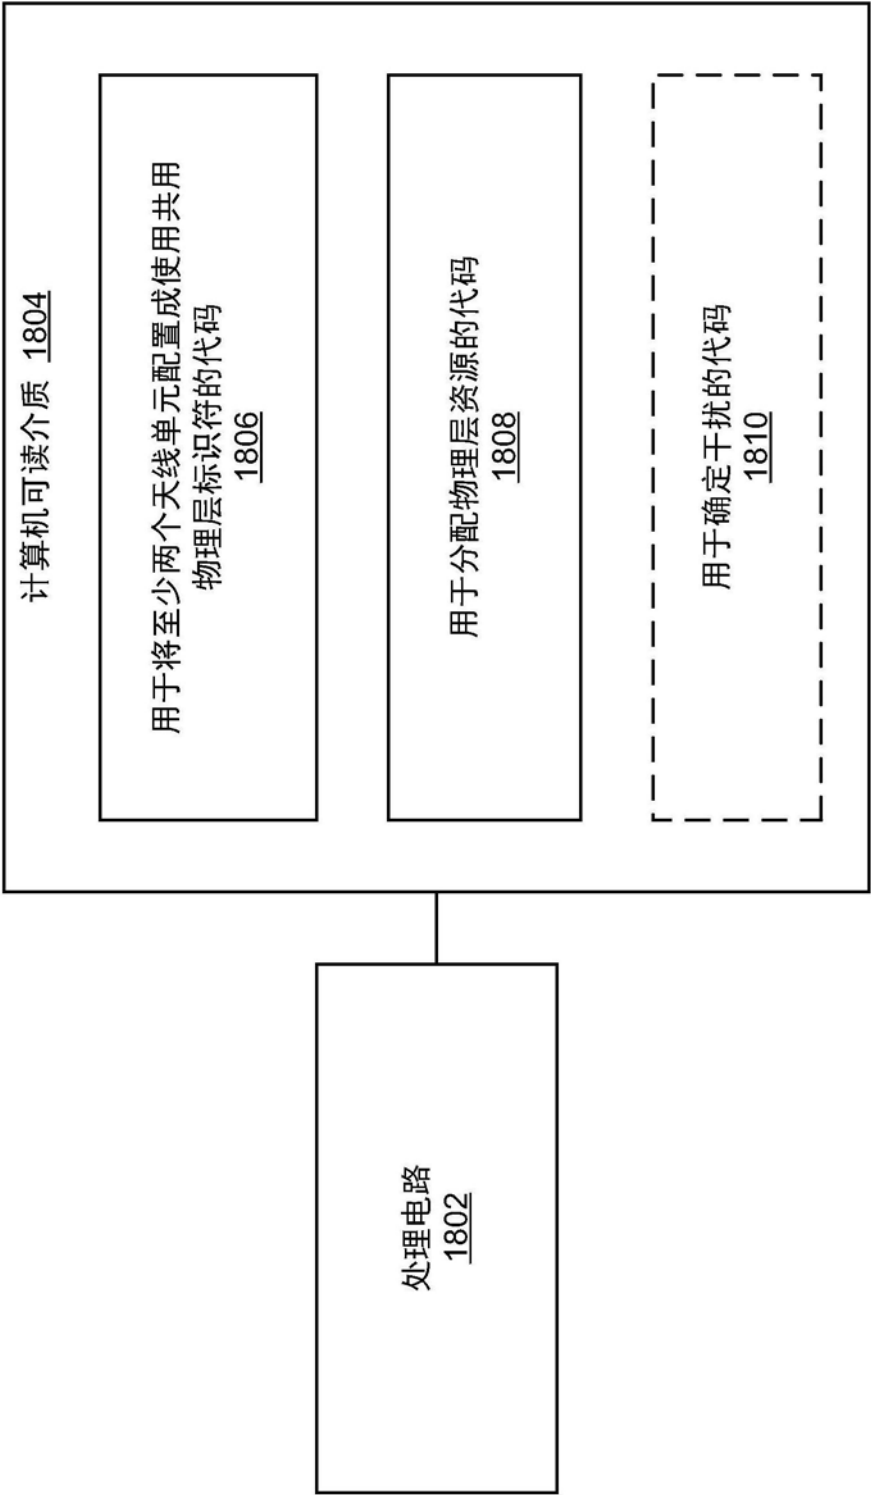 计算机可读介质 1804
用于将至少两个天线单元配置成使用共用
物理层标识符的代码
1806
用于分配物理层资源的代码
1808
用于确定干扰的代码
1810
处理电路
1802